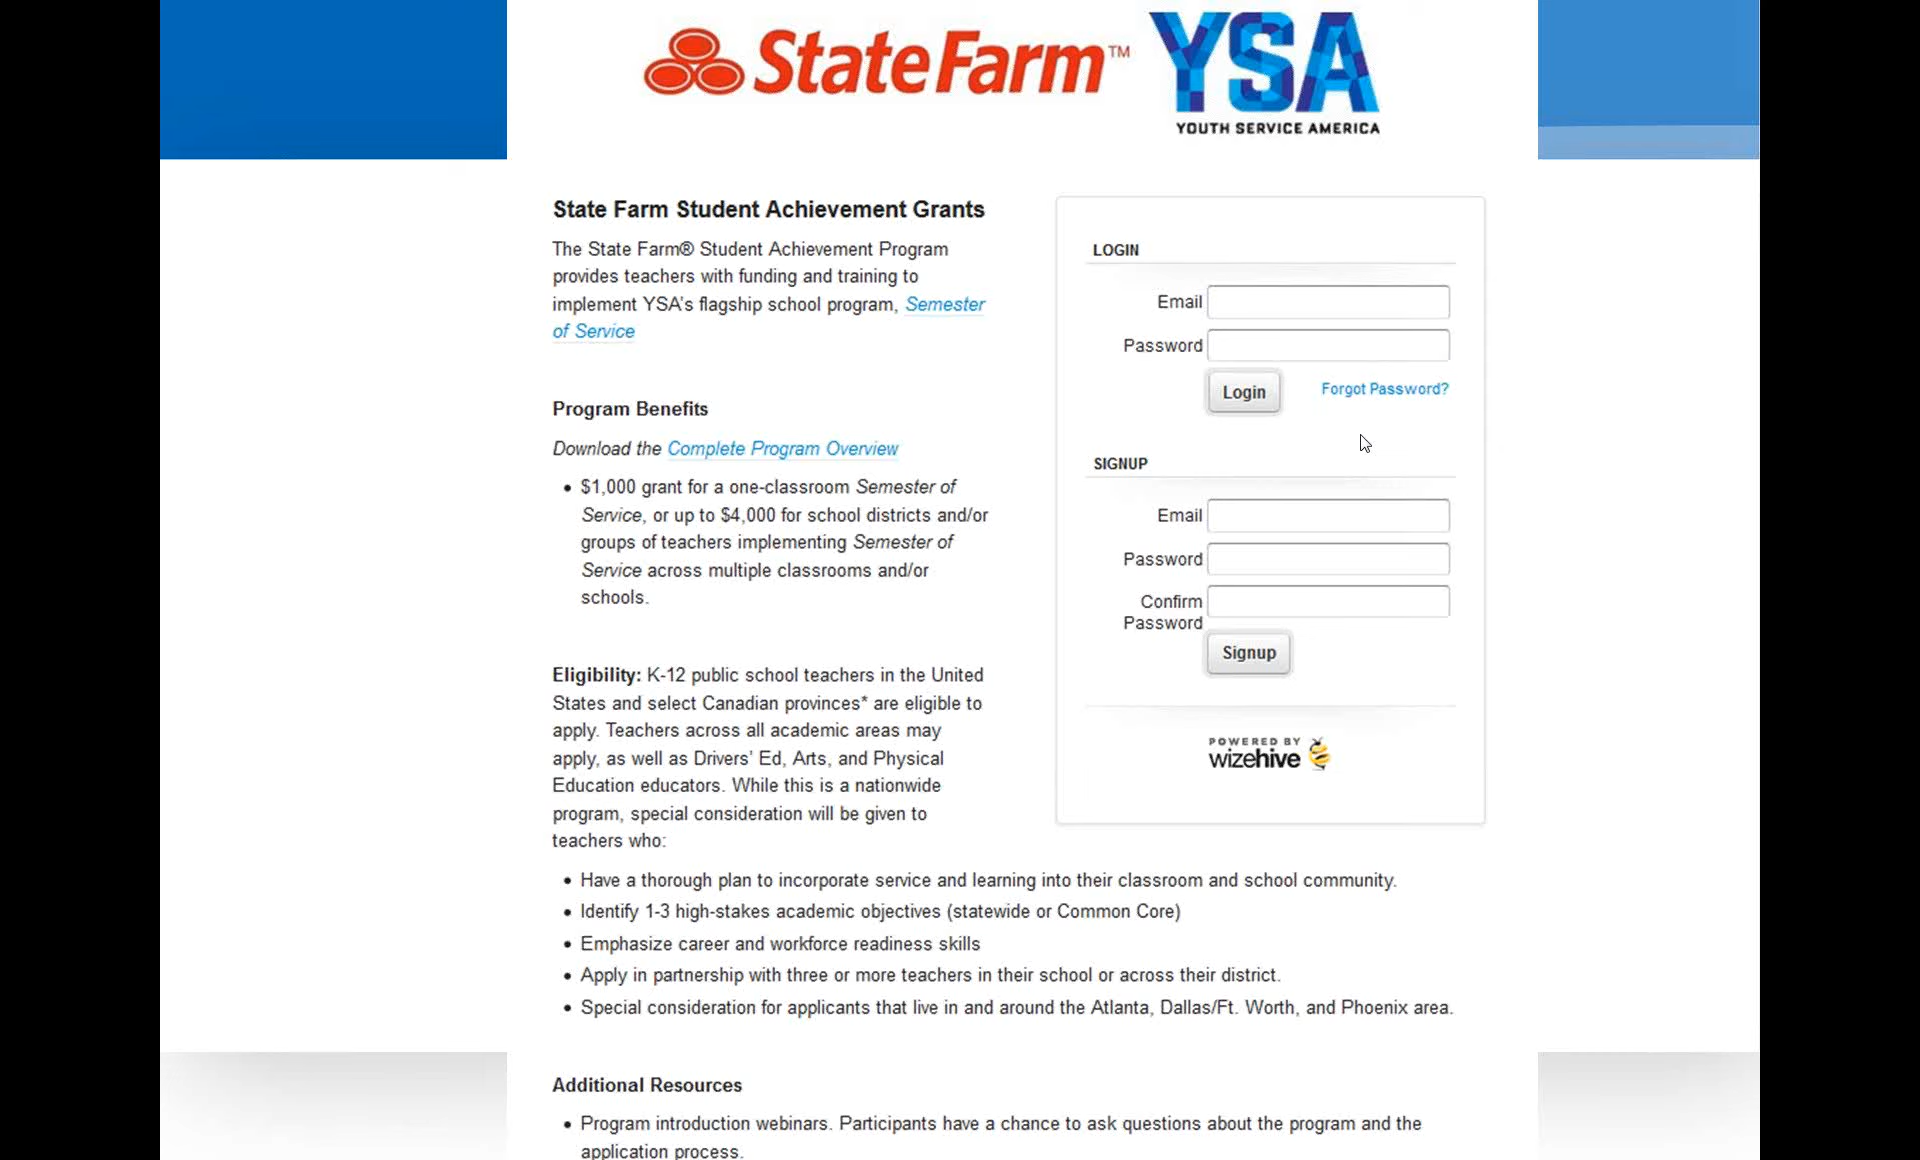 StateFarm™
YSA
YOUTH SERVICE AMERICA
State Farm Student Achievement Grants
The State Farm® Student Achievement Program
provides teachers with funding and training to
implement YSA's flagship school program, Semester
of Service
Program Benefits
Download the Complete Program Overview
• $1,000 grant for a one-classroom Semester of
Service, or up to $4,000 for school districts and/or
groups of teachers implementing Semester of
Service across multiple classrooms and/or
schools.
Eligibility: K-12 public school teachers in the United
States and select Canadian provinces* are eligible to
apply. Teachers across all academic areas may
apply, as well as Drivers' Ed, Arts, and Physical
Education educators. While this is a nationwide
program, special consideration will be given to
teachers who:
LOGIN
Email
Password
Login
Forgot Password?
SIGNUP
Email
Password
Confirm
Password
Signup
POWERED BY
wizehive
• Have a thorough plan to incorporate service and learning into their classroom and school community.
• Identify 1-3 high-stakes academic objectives (statewide or Common Core)
• Emphasize career and workforce readiness skills
• Apply in partnership with three or more teachers in their school or across their district.
• Special consideration for applicants that live in and around the Atlanta, Dallas/Ft. Worth, and Phoenix area.
Additional Resources
• Program introduction webinars. Participants have a chance to ask questions about the program and the
application process.